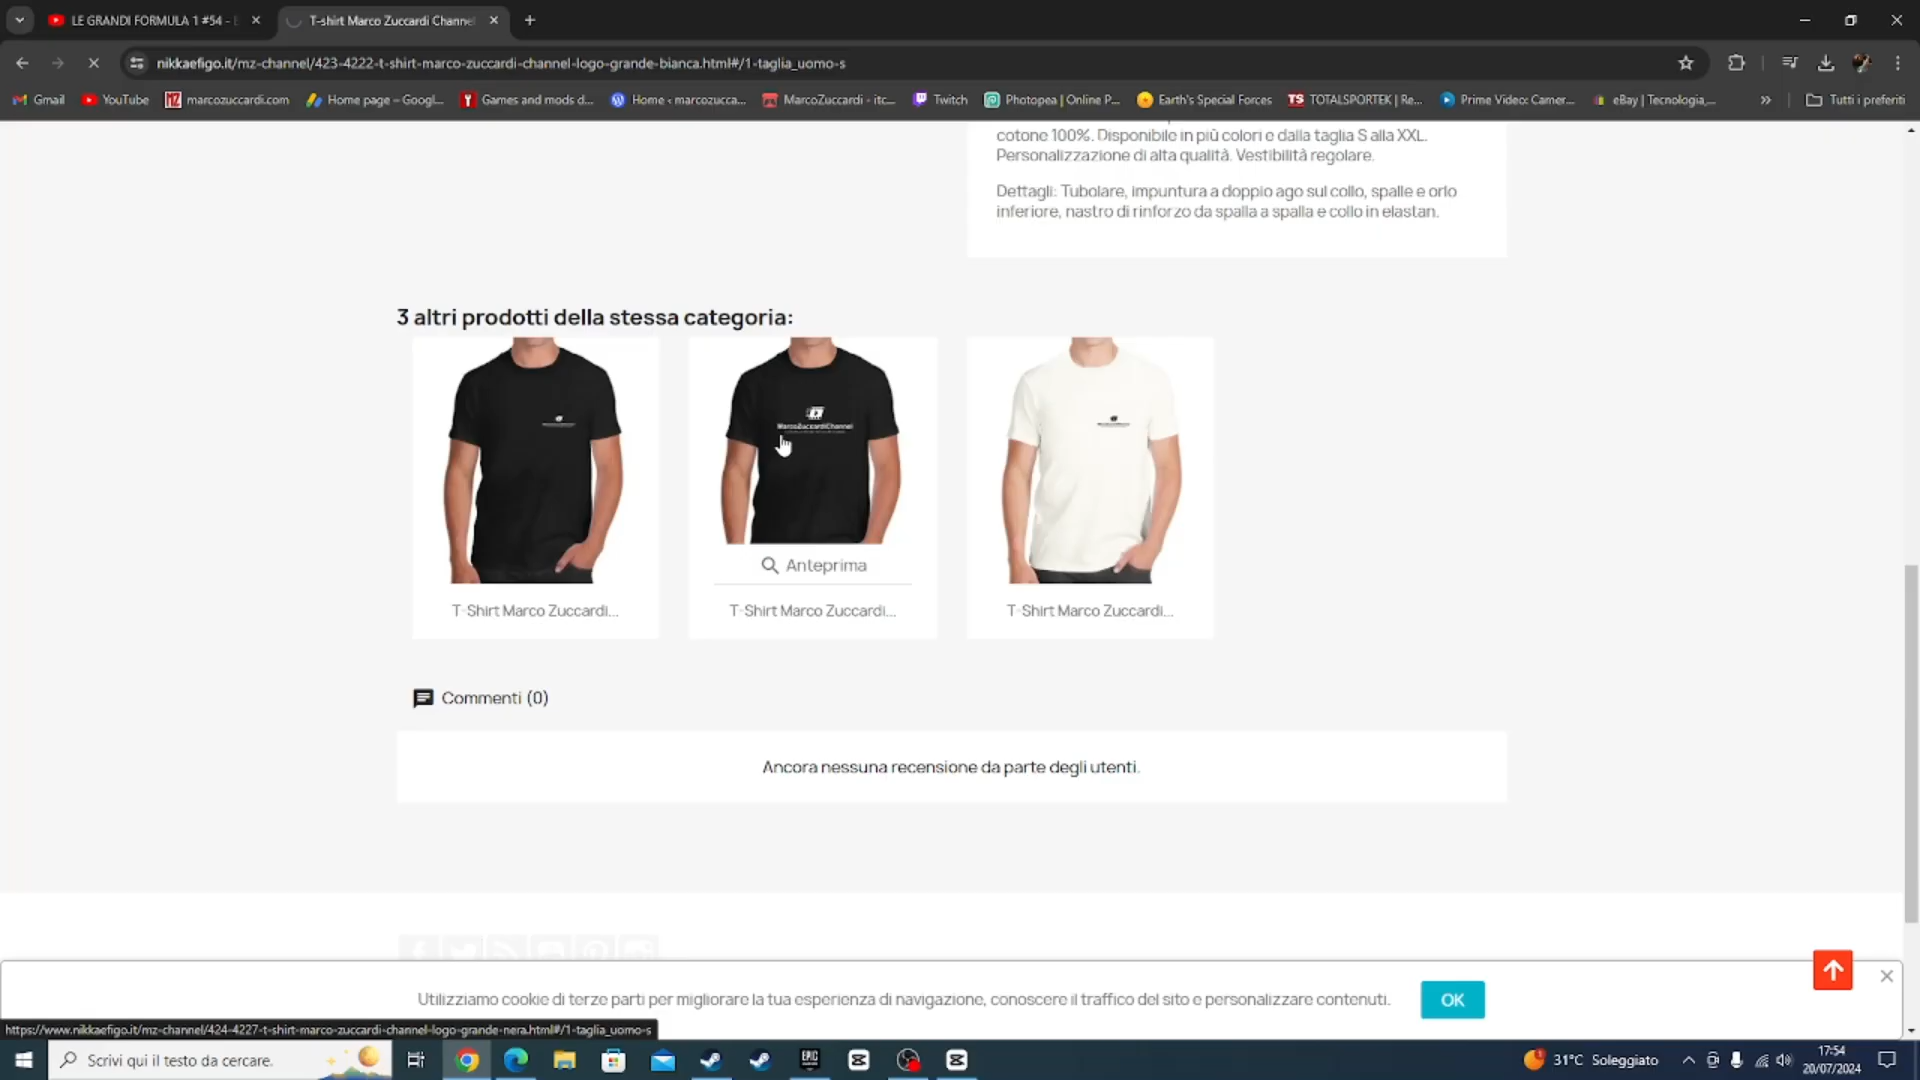 LE GRANDI FORMULA 1 #54 -
T-shirt Marco Zuccardi Channel
nikkaefigo.it/mz-channel/423-4222-t-shirt-marco-zuccardi-channel-logo-grande-bianca.html#/1-taglia_uomo-s
Gmail
YouTube
marcozuccardi.com
Home page – Googl...
Games and mods d...
Home ‹ marcozucca...
MarcoZuccardi - itc...
Twitch
Photopea | Online P...
Earth's Special Forces
TOTALSPORTEK | Re...
Prime Video: Camer...
eBay | Tecnologia,...
Tutti i preferiti
cotone 100%. Disponibile in più colori e dalla taglia S alla XXL.
Personalizzazione di alta qualità. Vestibilità regolare.
Dettagli: Tubolare, impuntura a doppio ago sul collo, spalle e orlo
inferiore, nastro di rinforzo da spalla a spalla e collo in elastan.
3 altri prodotti della stessa categoria:
MarcoZuccardiChannel
Anteprima
T-Shirt Marco Zuccardi...
T-Shirt Marco Zuccardi...
T-Shirt Marco Zuccardi...
Commenti (0)
Ancora nessuna recensione da parte degli utenti.
Utilizziamo cookie di terze parti per migliorare la tua esperienza di navigazione, conoscere il traffico del sito e personalizzare contenuti.
OK
https://www.nikkaefigo.it/mz-channel/424-4227-t-shirt-marco-zuccardi-channel-logo-grande-nera.html#/1-taglia_uomo-s
Scrivi qui il testo da cercare.
EPIC
31°C Soleggiato
17:54
20/07/2024